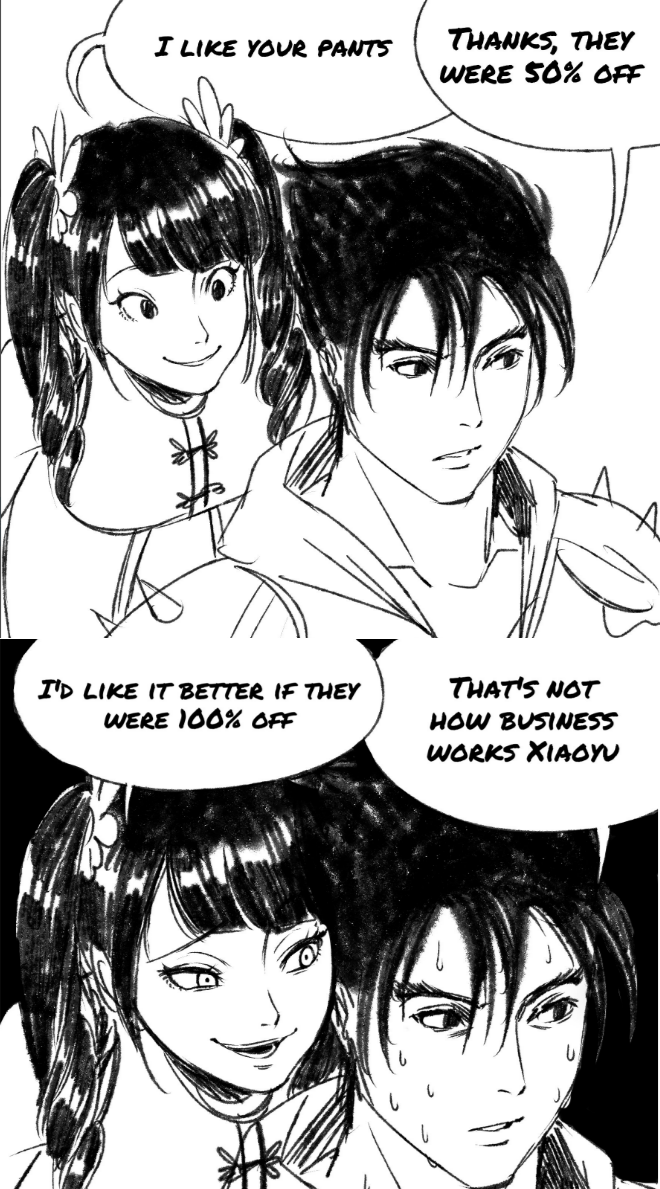 I LIKE YOUR PANTS
THANKS, THEY
WERE 50% OFF
I'D LIKE IT BETTER IF THEY
WERE 100% OFF
THAT'S NOT
HOW BUSINESS
WORKS XIAOYU